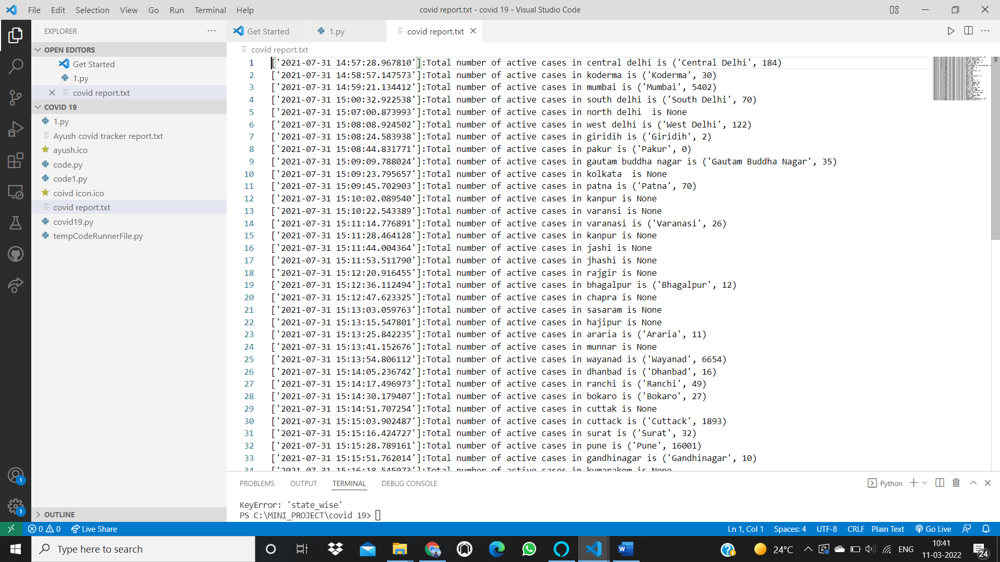 File Edit Selection View Go Run Terminal Help
covid report.txt - covid 19 - Visual Studio Code
EXPLORER
OPEN EDITORS
Get Started
1.py
covid report.txt
COVID 19
1.py
Ayush covid tracker report.txt
ayush.ico
code.py
code1.py
coivd icon.ico
covid report.txt
covid19.py
tempCodeRunnerFile.py
OUTLINE
Get Started 1.py covid report.txt
covid report.txt
1 ['2021-07-31 14:57:28.967810']:Total number of active cases in central delhi is ('Central Delhi', 184)
2 ['2021-07-31 14:58:57.147573']:Total number of active cases in koderma is ('Koderma', 30)
3 ['2021-07-31 14:59:21.134412']:Total number of active cases in mumbai is ('Mumbai', 5402)
4 ['2021-07-31 15:00:32.922538']:Total number of active cases in south delhi is ('South Delhi', 70)
5 ['2021-07-31 15:07:00.873993']:Total number of active cases in north delhi  is None
6 ['2021-07-31 15:08:08.924502']:Total number of active cases in west delhi is ('West Delhi', 122)
7 ['2021-07-31 15:08:24.583938']:Total number of active cases in giridih is ('Giridih', 2)
8 ['2021-07-31 15:08:44.831771']:Total number of active cases in pakur is ('Pakur', 0)
9 ['2021-07-31 15:09:09.788024']:Total number of active cases in gautam buddha nagar is ('Gautam Buddha Nagar', 35)
10 ['2021-07-31 15:09:23.795657']:Total number of active cases in kolkata  is None
11 ['2021-07-31 15:09:45.702903']:Total number of active cases in patna is ('Patna', 70)
12 ['2021-07-31 15:10:02.089540']:Total number of active cases in kanpur is None
13 ['2021-07-31 15:10:22.543389']:Total number of active cases in varansi is None
14 ['2021-07-31 15:11:14.776891']:Total number of active cases in varanasi is ('Varanasi', 26)
15 ['2021-07-31 15:11:28.464128']:Total number of active cases in kanpur is None
16 ['2021-07-31 15:11:44.004364']:Total number of active cases in jashi is None
17 ['2021-07-31 15:11:53.511790']:Total number of active cases in jhashi is None
18 ['2021-07-31 15:12:20.916455']:Total number of active cases in rajgir is None
19 ['2021-07-31 15:12:36.112494']:Total number of active cases in bhagalpur is ('Bhagalpur', 12)
20 ['2021-07-31 15:12:47.623325']:Total number of active cases in chapra is None
21 ['2021-07-31 15:13:03.059763']:Total number of active cases in sasaram is None
22 ['2021-07-31 15:13:15.547801']:Total number of active cases in hajipur is None
23 ['2021-07-31 15:13:25.842235']:Total number of active cases in araria is ('Araria', 11)
24 ['2021-07-31 15:13:41.152676']:Total number of active cases in munnar is None
25 ['2021-07-31 15:13:54.806112']:Total number of active cases in wayanad is ('Wayanad', 6654)
26 ['2021-07-31 15:14:05.236742']:Total number of active cases in dhanbad is ('Dhanbad', 16)
27 ['2021-07-31 15:14:17.496973']:Total number of active cases in ranchi is ('Ranchi', 49)
28 ['2021-07-31 15:14:30.179407']:Total number of active cases in bokaro is ('Bokaro', 27)
29 ['2021-07-31 15:14:51.707254']:Total number of active cases in cuttak is None
30 ['2021-07-31 15:15:03.902487']:Total number of active cases in cuttack is ('Cuttack', 1893)
31 ['2021-07-31 15:15:16.424727']:Total number of active cases in surat is ('Surat', 32)
32 ['2021-07-31 15:15:28.789161']:Total number of active cases in pune is ('Pune', 16001)
33 ['2021-07-31 15:15:51.762014']:Total number of active cases in gandhinagar is ('Gandhinagar', 10)
34 ['2021-07-31 15:16:18.545073']:Total number of active cases in kumarakom is None
PROBLEMS OUTPUT TERMINAL DEBUG CONSOLE Python
KeyError: 'state_wise'
PS C:\MINI_PROJECT\covid 19>
1
1
0 0 Live Share Ln 1, Col 1 Spaces: 4 UTF-8 CRLF Plain Text Go Live
Type here to search 24°C ENG 10:41
11-03-2022
24